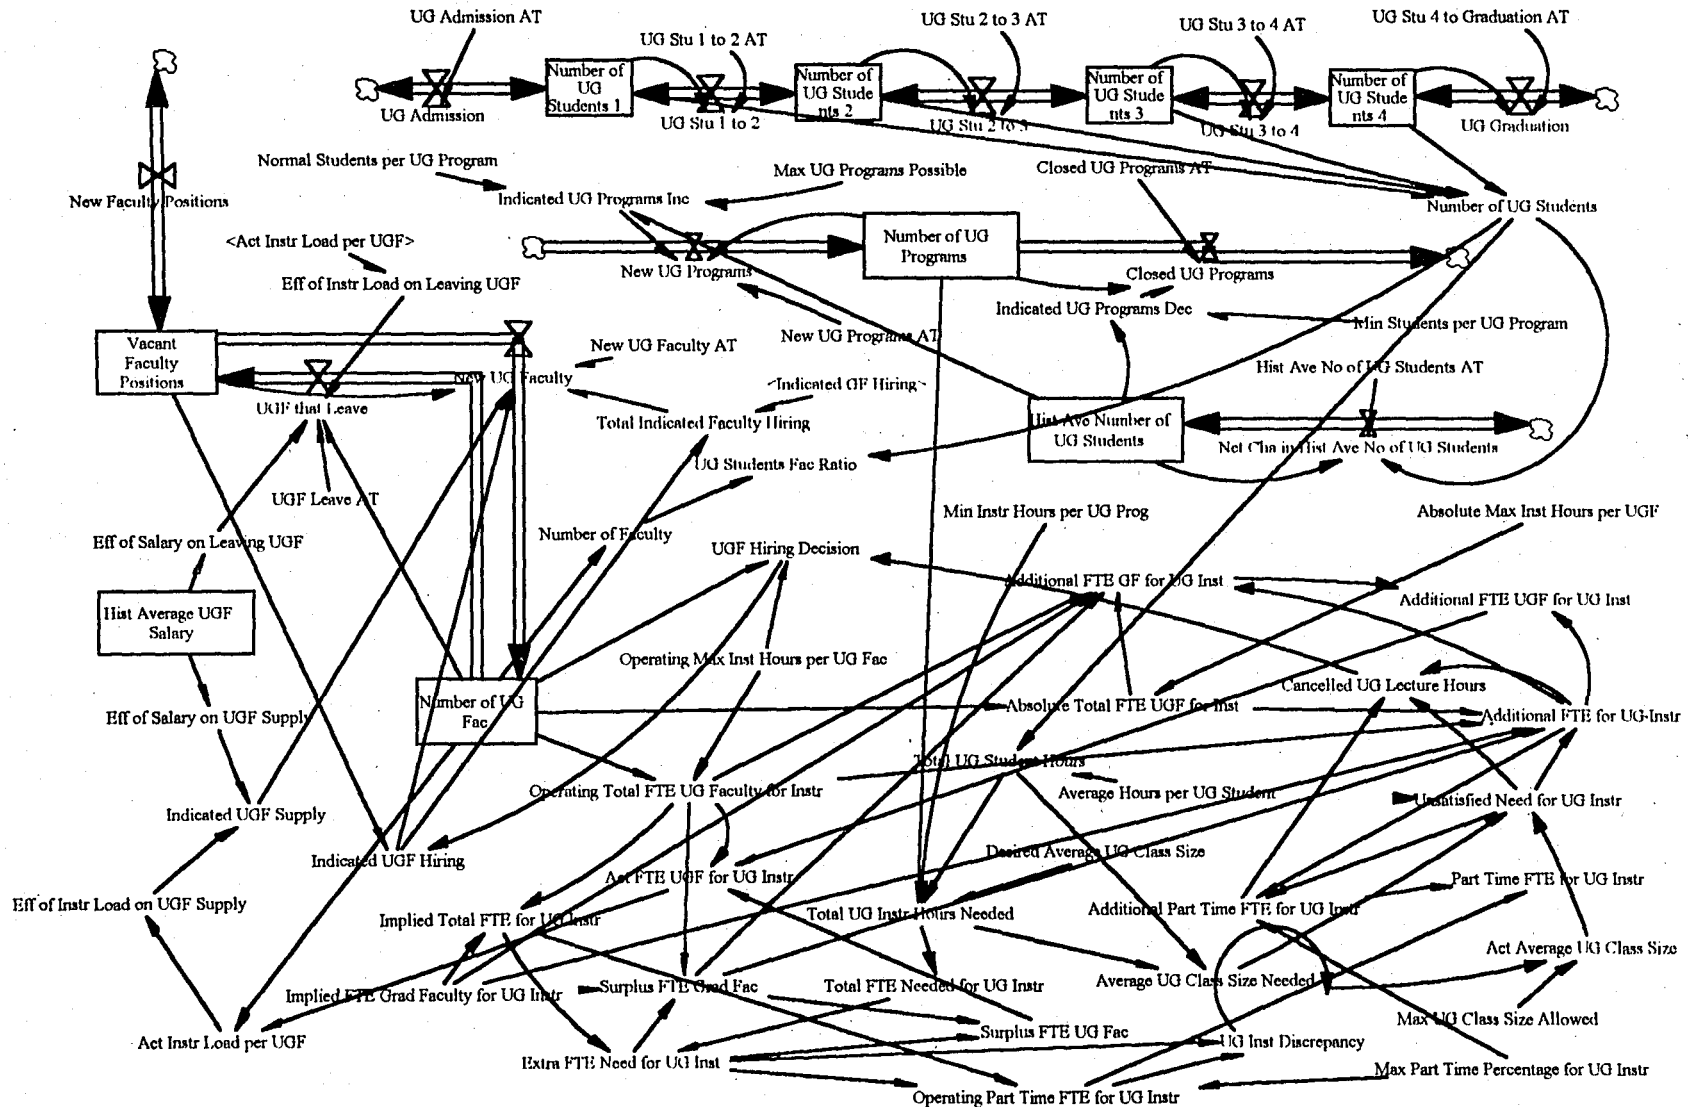 UG Admission AT
UG Stu 1 to 2 AT
UG Stu 2 to 3 AT
UG Stu 3 to 4 AT
UG Stu 4 to Graduation AT
Number of
UG
Students 1
Number of
UG Stude
nts 2
Number of
UG Stude
nts 3
Number of
UG Stude
nts 4
UG Admission
UG Stu 1 to 2
UG Stu 2 to 3
UG Stu 3 to 4
UG Graduation
Normal Students per UG Program
Max UG Programs Possible
Closed UG Programs AT
New Faculty Positions
Indicated UG Programs Inc
Number of UG Students
<Act Instr Load per UGF>
Number of UG
Programs
New UG Programs
Closed UG Programs
Eff of Instr Load on Leaving UGF
Indicated UG Programs Dec
New UG Programs AT
Min Students per UG Program
Vacant
Faculty
Positions
New UG Faculty AT
New UG Faculty
<Indicated GF Hiring>
Hist Ave No of UG Students AT
UGF that Leave
Total Indicated Faculty Hiring
Hist Ave Number of
UG Students
Net Cha in Hist Ave No of UG Students
UG Students Fac Ratio
UGF Leave AT
Min Instr Hours per UG Prog
Absolute Max Inst Hours per UGF
Eff of Salary on Leaving UGF
Number of Faculty
UGF Hiring Decision
Additional FTE GF for UG Inst
Additional FTE UGF for UG Inst
Hist Average UGF
Salary
Operating Max Inst Hours per UG Fac
Cancelled UG Lecture Hours
Number of UG
Fac
Absolute Total FTE UGF for Inst
Additional FTE for UG Instr
Eff of Salary on UGF Supply
Total UG Student Hours
Operating Total FTE UG Faculty for Instr
Average Hours per UG Student
Unsatisfied Need for UG Instr
Indicated UGF Supply
Indicated UGF Hiring
Desired Average UG Class Size
Act FTE UGF for UG Instr
Part Time FTE for UG Instr
Eff of Instr Load on UGF Supply
Implied Total FTE for UG Instr
Total UG Instr Hours Needed
Additional Part Time FTE for UG Instr
Act Average UG Class Size
Implied FTE Grad Faculty for UG Instr
Surplus FTE Grad Fac
Total FTE Needed for UG Instr
Average UG Class Size Needed
Max UG Class Size Allowed
Act Instr Load per UGF
Surplus FTE UG Fac
UG Inst Discrepancy
Extra FTE Need for UG Inst
Max Part Time Percentage for UG Instr
Operating Part Time FTE for UG Instr